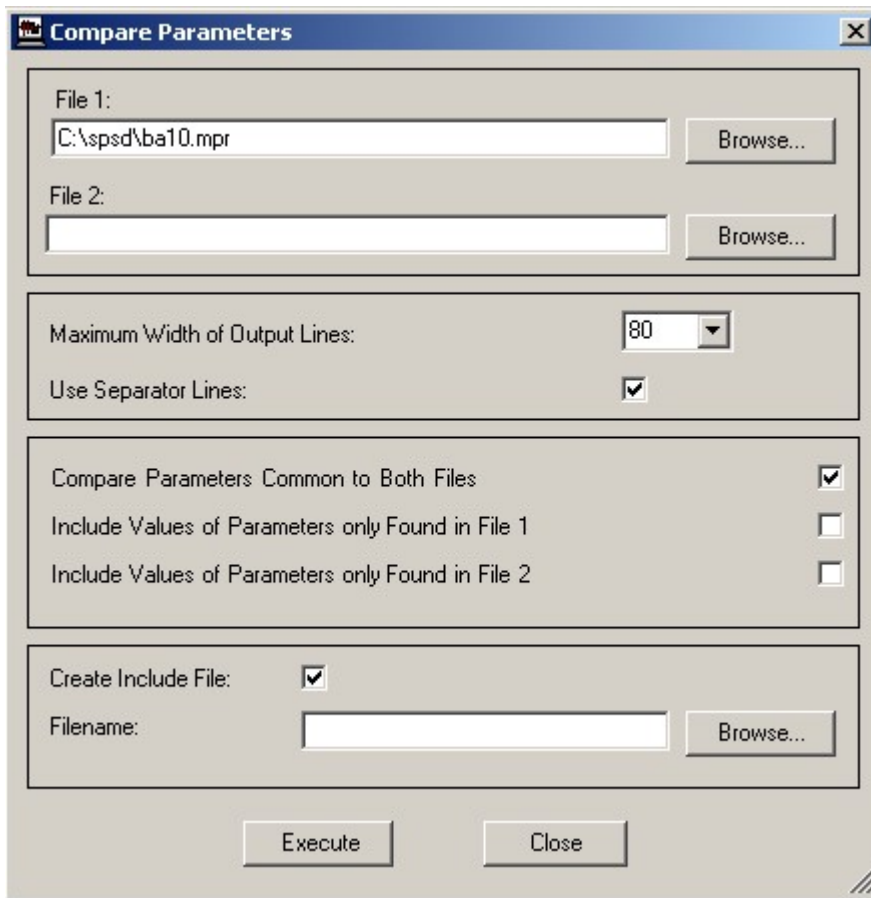 Compare Parameters
File 1:
C:\spsd\ba10.mpr
Browse...
File 2:
Browse...
Maximum Width of Output Lines:
80
Use Separator Lines:
Compare Parameters Common to Both Files
Include Values of Parameters only Found in File 1
Include Values of Parameters only Found in File 2
Create Include File:
Filename:
Browse...
Execute
Close